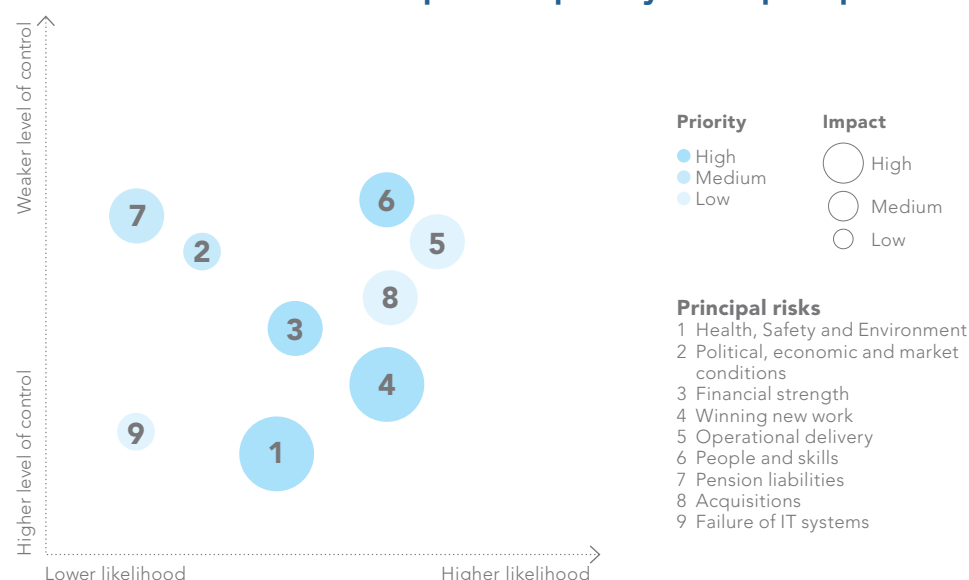 Weaker level of control
Higher level of control
7
2
6
5
8
3
4
9
1
Lower likelihood
Higher likelihood
Priority
High
Medium
Low
Impact
High
Medium
Low
Principal risks
1 Health, Safety and Environment
2 Political, economic and market
conditions
3 Financial strength
4 Winning new work
5 Operational delivery
6 People and skills
7 Pension liabilities
8 Acquisitions
9 Failure of IT systems